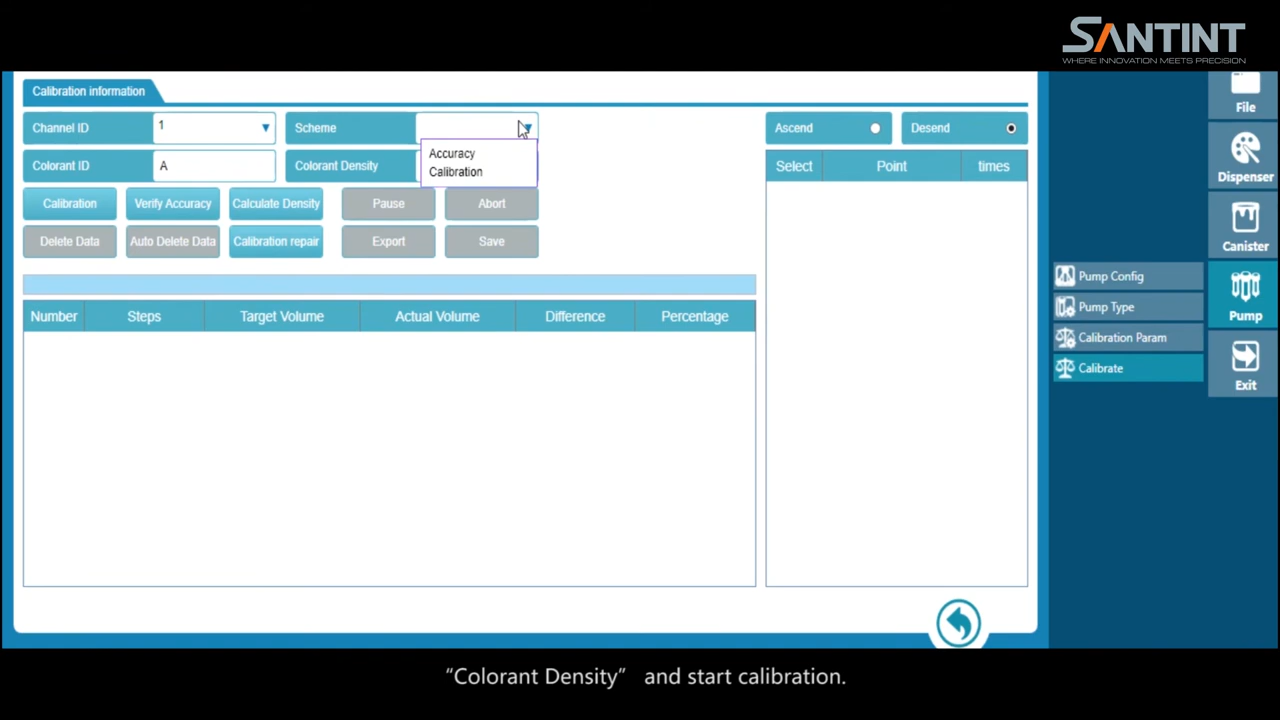 SANTINT
WHERE INNOVATION MEETS PRECISION
Calibration information
Channel ID 1 Scheme
Accuracy
Calibration
Colorant ID A Colorant Density
Calibration Verify Accuracy Calculate Density Pause Abort
Delete Data Auto Delete Data Calibration repair Export Save
Number Steps Target Volume Actual Volume Difference Percentage
Ascend Desend
Select Point times
Pump Config
Pump Type
Calibration Param
Calibrate
File
Dispenser
Canister
Pump
Exit
“Colorant Density” and start calibration.